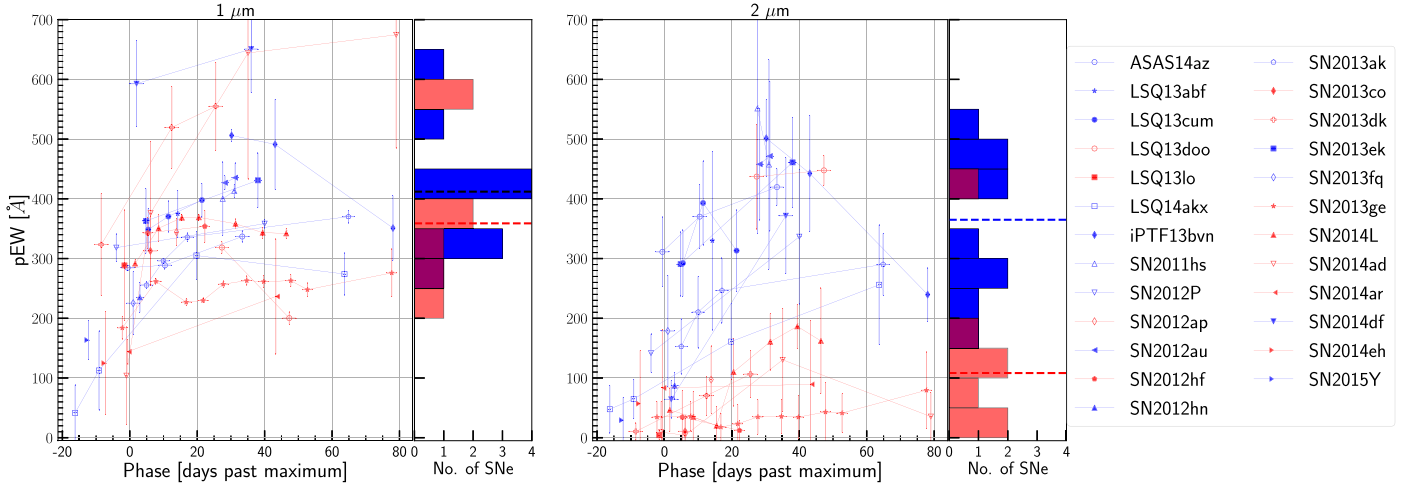 1 μm
2 μm
700
600
500
400
300
200
100
0
pEW [Å]
-20
0
20
40
60
80
Phase [days past maximum]
0
1
2
3
4
No. of SNe
700
600
500
400
300
200
100
0
-20
0
20
40
60
80
Phase [days past maximum]
0
1
2
3
4
No. of SNe
ASAS14az
LSQ13abf
LSQ13cum
LSQ13doo
LSQ13lo
LSQ14akx
iPTF13bvn
SN2011hs
SN2012P
SN2012ap
SN2012au
SN2012hf
SN2012hn
SN2013ak
SN2013co
SN2013dk
SN2013ek
SN2013fq
SN2013ge
SN2014L
SN2014ad
SN2014ar
SN2014df
SN2014eh
SN2015Y